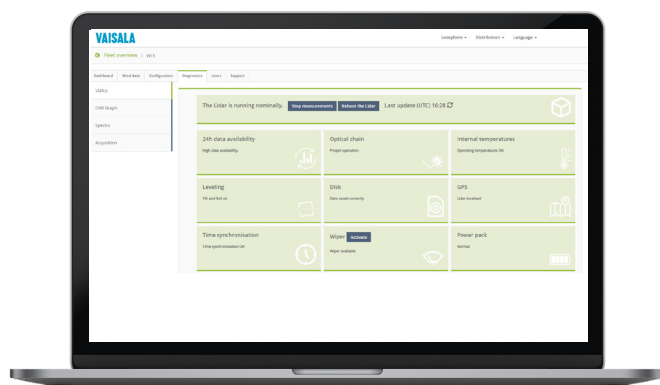 VAISALA
Leosphere Distributors Language
Fleet overview > WLS
Dashboard Wind data Configuration Diagnostics Users Support
Status
CNR Graph
Spectra
Acquisition
The Lidar is running nominally. Stop measurements Reboot the Lidar Last update (UTC) 16:28
24h data availability
High data availability.
Optical chain
Proper operation.
Internal temperatures
Operating temperatures OK
Leveling
Tilt and Roll ok
Disk
Data saved correctly
GPS
Lidar localised
Time synchronisation
Time synchronisation OK
Wiper Activate
Wiper available
Power pack
Normal